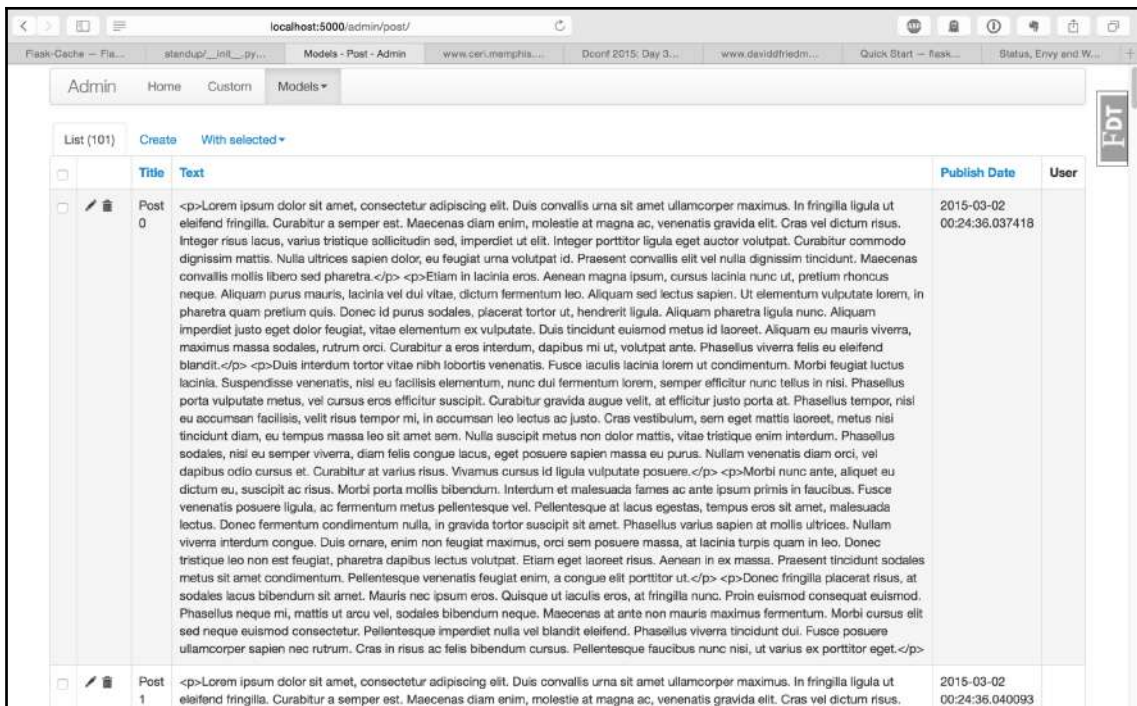 localhost:5000/admin/post/
Flask-Cache — Fla...
standup/__init__.py...
Models - Post - Admin
www.ceri.memphis....
Dconf 2015: Day 3...
www.daviddfriedm...
Quick Start — flask...
Status, Envy and W...
Admin Home Custom Models
FDT
List (101) Create With selected
Title Text Publish Date User
Post 0
<p>Lorem ipsum dolor sit amet, consectetur adipiscing elit. Duis convallis urna sit amet ullamcorper maximus. In fringilla ligula ut
eleifend fringilla. Curabitur a semper est. Maecenas diam enim, molestie at magna ac, venenatis gravida elit. Cras vel dictum risus.
Integer risus lacus, varius tristique sollicitudin sed, imperdiet ut elit. Integer porttitor ligula eget auctor volutpat. Curabitur commodo
dignissim mattis. Nulla ultrices sapien dolor, eu feugiat urna volutpat id. Praesent convallis elit vel nulla dignissim tincidunt. Maecenas
convallis mollis libero sed pharetra.</p> <p>Etiam in lacinia eros. Aenean magna ipsum, cursus lacinia nunc ut, pretium rhoncus
neque. Aliquam purus mauris, lacinia vel dui vitae, dictum fermentum leo. Aliquam sed lectus sapien. Ut elementum vulputate lorem, in
pharetra quam pretium quis. Donec id purus sodales, placerat tortor ut, hendrerit ligula. Aliquam pharetra ligula nunc. Aliquam
imperdiet justo eget dolor feugiat, vitae elementum ex vulputate. Duis tincidunt euismod metus id laoreet. Aliquam eu mauris viverra,
maximus massa sodales, rutrum orci. Curabitur a eros interdum, dapibus mi ut, volutpat ante. Phasellus viverra felis eu eleifend
blandit.</p> <p>Duis interdum tortor vitae nibh lobortis venenatis. Fusce iaculis lacinia lorem ut condimentum. Morbi feugiat luctus
lacinia. Suspendisse venenatis, nisl eu facilisis elementum, nunc dui fermentum lorem, semper efficitur nunc tellus in nisi. Phasellus
porta vulputate metus, vel cursus eros efficitur suscipit. Curabitur gravida augue velit, at efficitur justo porta at. Phasellus tempor, nisl
eu accumsan facilisis, velit risus tempor mi, in accumsan leo lectus ac justo. Cras vestibulum, sem eget mattis laoreet, metus nisi
tincidunt diam, eu tempus massa leo sit amet sem. Nulla suscipit metus non dolor mattis, vitae tristique enim interdum. Phasellus
sodales, nisl eu semper viverra, diam felis congue lacus, eget posuere sapien massa eu purus. Nullam venenatis diam orci, vel
dapibus odio cursus et. Curabitur at varius risus. Vivamus cursus id ligula vulputate posuere.</p> <p>Morbi nunc ante, aliquet eu
dictum eu, suscipit ac risus. Morbi porta mollis bibendum. Interdum et malesuada fames ac ante ipsum primis in faucibus. Fusce
venenatis posuere ligula, ac fermentum metus pellentesque vel. Pellentesque at lacus egestas, tempus eros sit amet, malesuada
lectus. Donec fermentum condimentum nulla, in gravida tortor suscipit sit amet. Phasellus varius sapien at mollis ultrices. Nullam
viverra interdum congue. Duis ornare, enim non feugiat maximus, orci sem posuere massa, at lacinia turpis quam in leo. Donec
tristique leo non est feugiat, pharetra dapibus lectus volutpat. Etiam eget laoreet risus. Aenean in ex massa. Praesent tincidunt sodales
metus sit amet condimentum. Pellentesque venenatis feugiat enim, a congue elit porttitor ut.</p> <p>Donec fringilla placerat risus, at
sodales lacus bibendum sit amet. Mauris nec ipsum eros. Quisque ut iaculis eros, at fringilla nunc. Proin euismod consequat euismod.
Phasellus neque mi, mattis ut arcu vel, sodales bibendum neque. Maecenas at ante non mauris maximus fermentum. Morbi cursus elit
sed neque euismod consectetur. Pellentesque imperdiet nulla vel blandit eleifend. Phasellus viverra tincidunt dui. Fusce posuere
ullamcorper sapien nec rutrum. Cras in risus ac felis bibendum cursus. Pellentesque faucibus nunc nisi, ut varius ex porttitor eget.</p>
2015-03-02
00:24:36.037418
Post 1
<p>Lorem ipsum dolor sit amet, consectetur adipiscing elit. Duis convallis urna sit amet ullamcorper maximus. In fringilla ligula ut
eleifend fringilla. Curabitur a semper est. Maecenas diam enim, molestie at magna ac, venenatis gravida elit. Cras vel dictum risus.
2015-03-02
00:24:36.040093